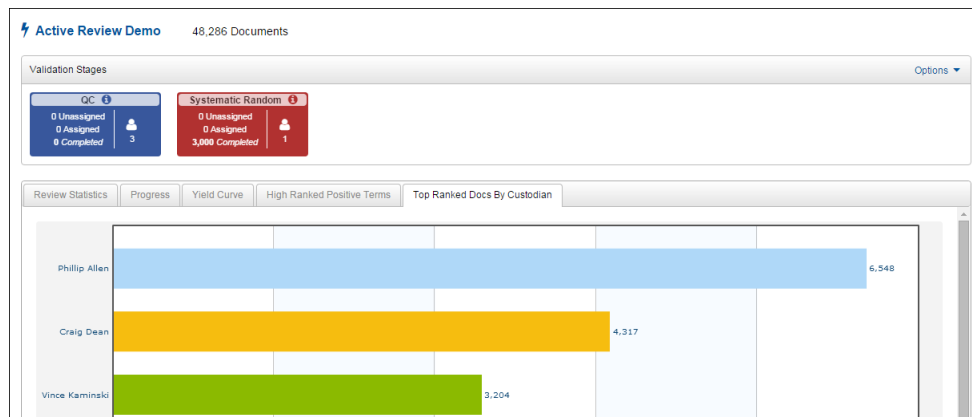 Active Review Demo 48,286 Documents
Validation Stages Options
QC
0 Unassigned
0 Assigned
0 Completed
3
Systematic Random
0 Unassigned
0 Assigned
3,000 Completed
1
Review Statistics Progress Yield Curve High Ranked Positive Terms Top Ranked Docs By Custodian
Phillip Allen 6,548
Craig Dean 4,317
Vince Kaminski 3,204